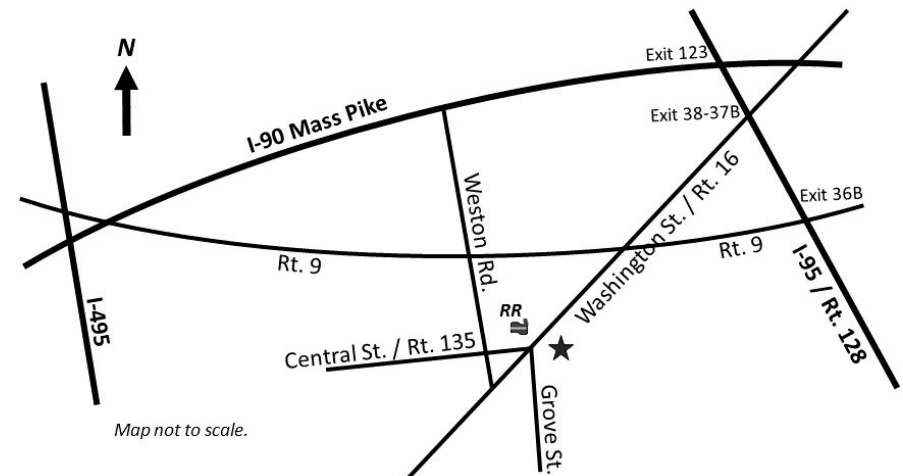 N
Exit 123
I-90 Mass Pike
Exit 38-37B
Weston Rd.
Washington St. / Rt. 16
Exit 36B
Rt. 9
Rt. 9
I-95 / Rt. 128
I-495
RR
Central St. / Rt. 135
Grove St.
Map not to scale.